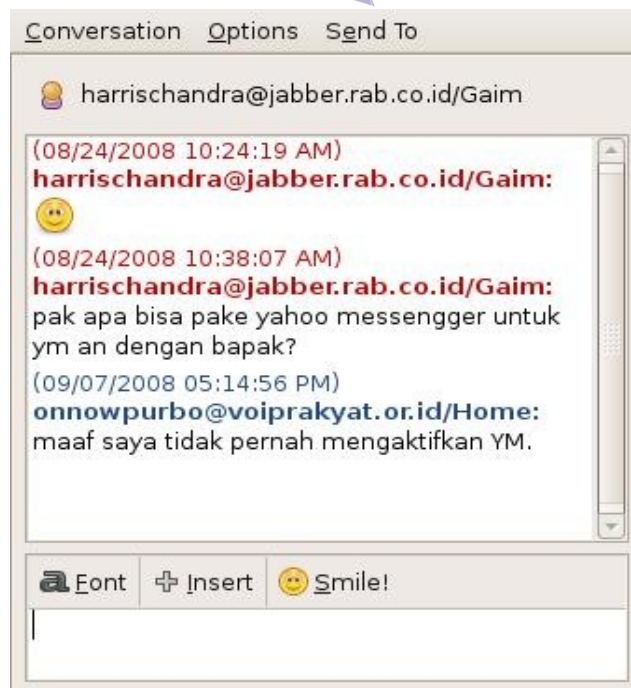 Conversation Options Send To
harrischandra@jabber.rab.co.id/Gaim
(08/24/2008 10:24:19 AM)
harrischandra@jabber.rab.co.id/Gaim:
(08/24/2008 10:38:07 AM)
harrischandra@jabber.rab.co.id/Gaim:
pak apa bisa pake yahoo messengger untuk
ym an dengan bapak?
(09/07/2008 05:14:56 PM)
onnowpurbo@voiprakyat.or.id/Home:
maaf saya tidak pernah mengaktifkan YM.
a Font Insert Smile!